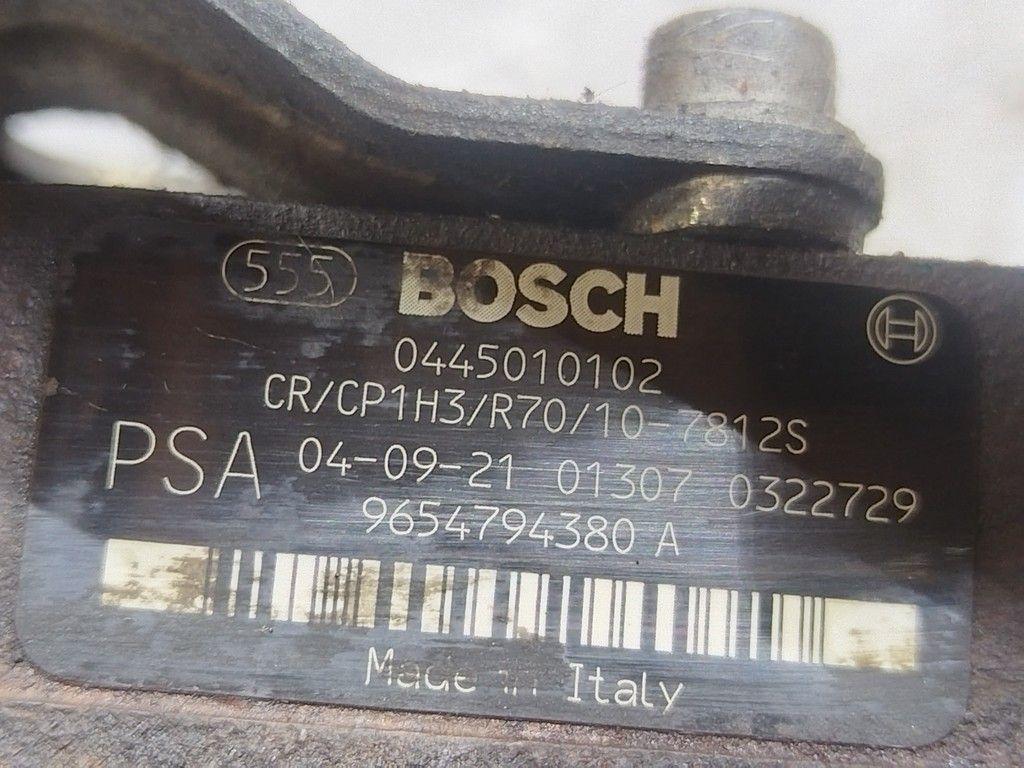 555 BOSCH
0445010102
CR/CP1H3/R70/10-7812S
PSA 04-09-21 01307 0322729
9654794380 A
Made in Italy